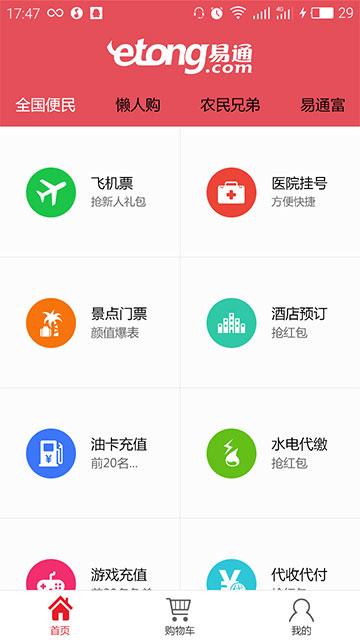 17:47
4G
29
etong易通
.com
全国便民 懒人购 农民兄弟 易通富
飞机票
抢新人礼包
医院挂号
方便快捷
景点门票
颜值爆表
酒店预订
抢红包
油卡充值
前20名...
水电代缴
抢红包
游戏充值
代收代付
抢红包
首页 购物车 我的